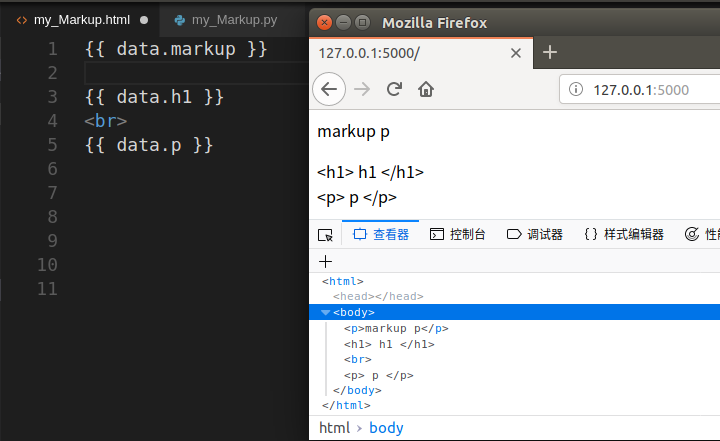 my_Markup.html
my_Markup.py
1 {{ data.markup }}
2
3 {{ data.h1 }}
4 <br>
5 {{ data.p }}
6
7
8
9
10
11
Mozilla Firefox
127.0.0.1:5000/
127.0.0.1:5000
markup p
<h1> h1 </h1>
<p> p </p>
查看器 控制台 调试器 {} 样式编辑器
<html>
<head></head>
<body>
<p>markup p</p>
<h1> h1 </h1>
<br>
<p> p </p>
</body>
</html>
html › body